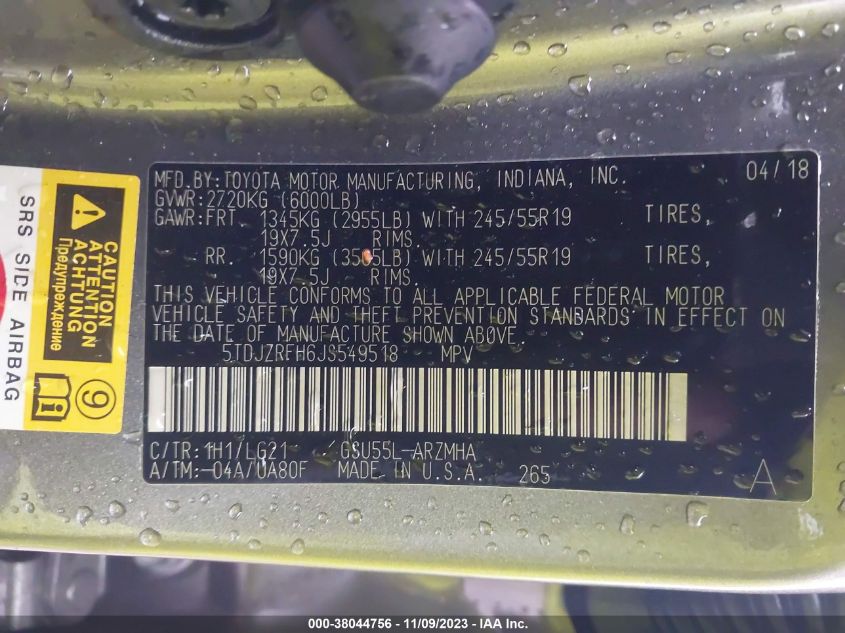 MFD.BY:TOYOTA MOTOR MANUFACTURING, INDIANA, INC. 04/18
GVWR:2720KG (6000LB)
GAWR:FRT. 1345KG (2955LB) WITH 245/55R19 TIRES,
19X7.5J RIMS.
RR. 1590KG WITH 245/55R19 TIRES,
19X7.5J RIMS.
THIS VEHICLE CONFORMS TO ALL APPLICABLE FEDERAL MOTOR
VEHICLE SAFETY AND THEFT PREVENTION STANDARDS IN EFFECT ON
THE DATE OF MANUFACTURE SHOWN ABOVE.
5TDJZRFH6JS549518 MPV
C/TR:1H1/LG21 GSU55L-ARZMHA
A/TM:-04A/UA80F MADE IN U.S.A. 265 A
SRS SIDE AIRBAG
CAUTION
ATTENTION
ACHTUNG
Предупреждение
9
000-38044756 - 11/09/2023 - IAA Inc.